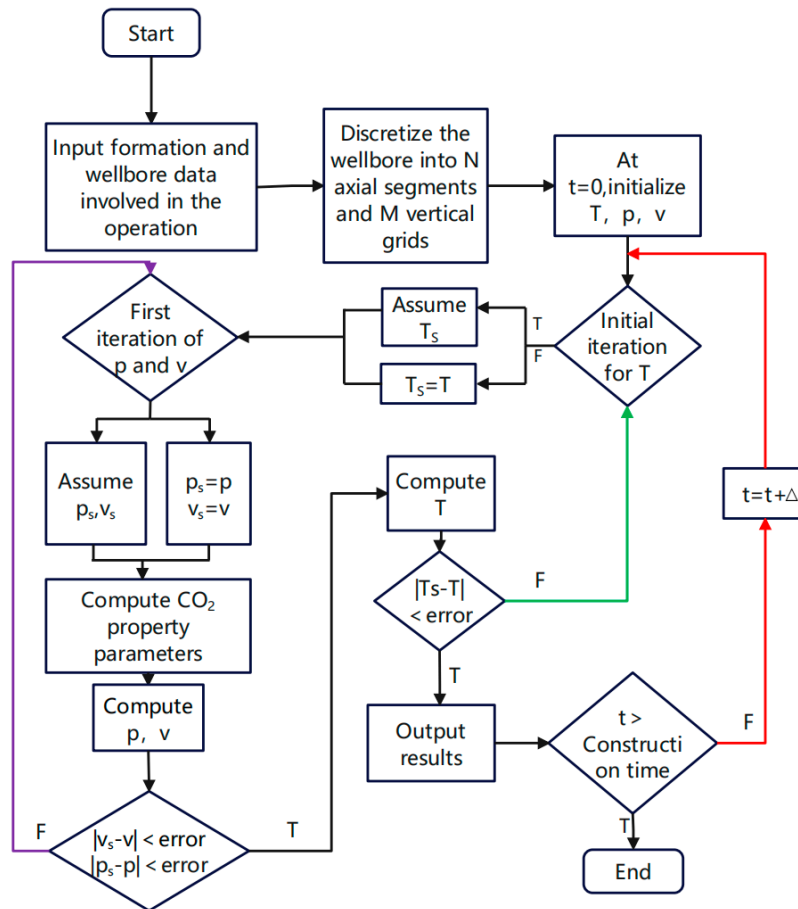 Start
Input formation and
wellbore data
involved in the
operation
Discretize the
wellbore into N
axial segments
and M vertical
grids
At
t=0,initialize
T, p, v
Initial
iteration
for T
T
F
Assume
Tₛ
Tₛ=T
First
iteration of
p and v
Assume
pₛ,vₛ
pₛ=p
vₛ=v
Compute CO₂
property
parameters
Compute
p, v
|vₛ-v| < error
|pₛ-p| < error
F
T
Compute
T
|Ts-T|
< error
F
T
Output
results
t >
Constructi
on time
F
t=t+△
T
End